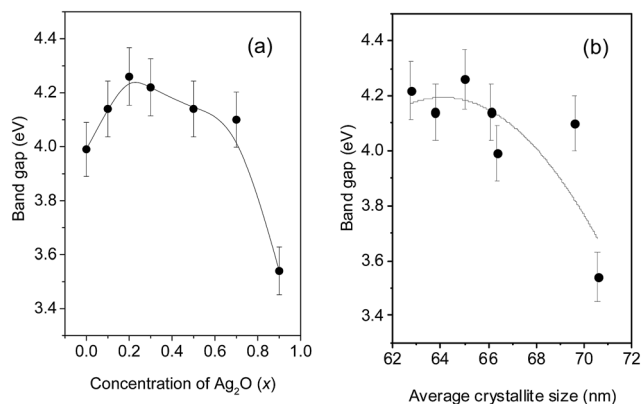 (a)
4.4
4.2
4.0
3.8
3.6
3.4
Band gap (eV)
0.0 0.2 0.4 0.6 0.8 1.0
Concentration of Ag₂O (x)
(b)
4.4
4.2
4.0
3.8
3.6
3.4
Band gap (eV)
62 64 66 68 70 72
Average crystallite size (nm)